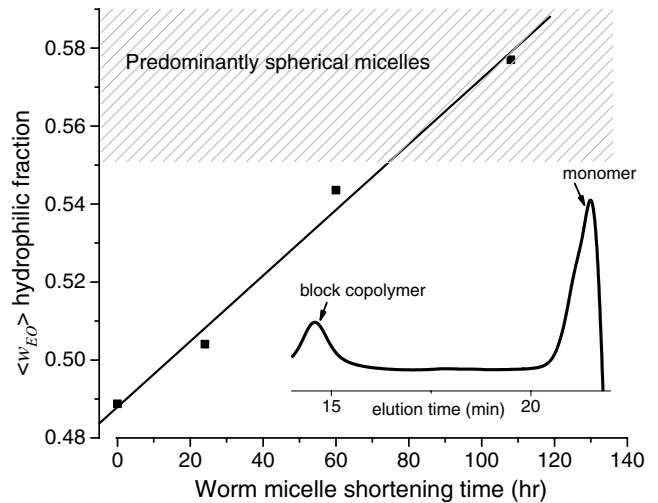 0.58
0.56
0.54
0.52
0.50
0.48
<w_EO> hydrophilic fraction
Predominantly spherical micelles
monomer
block copolymer
15
20
elution time (min)
0
20
40
60
80
100
120
140
Worm micelle shortening time (hr)